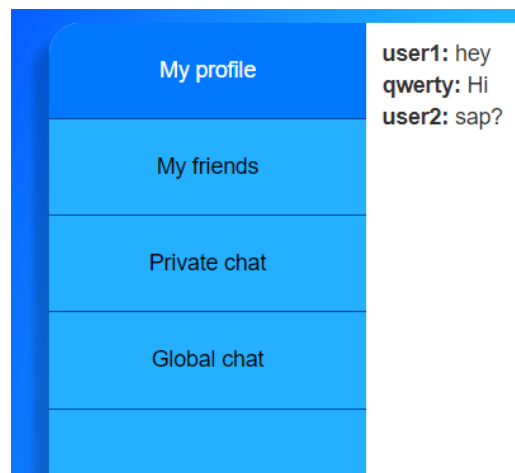 My profile
My friends
Private chat
Global chat
user1: hey
qwerty: Hi
user2: sap?